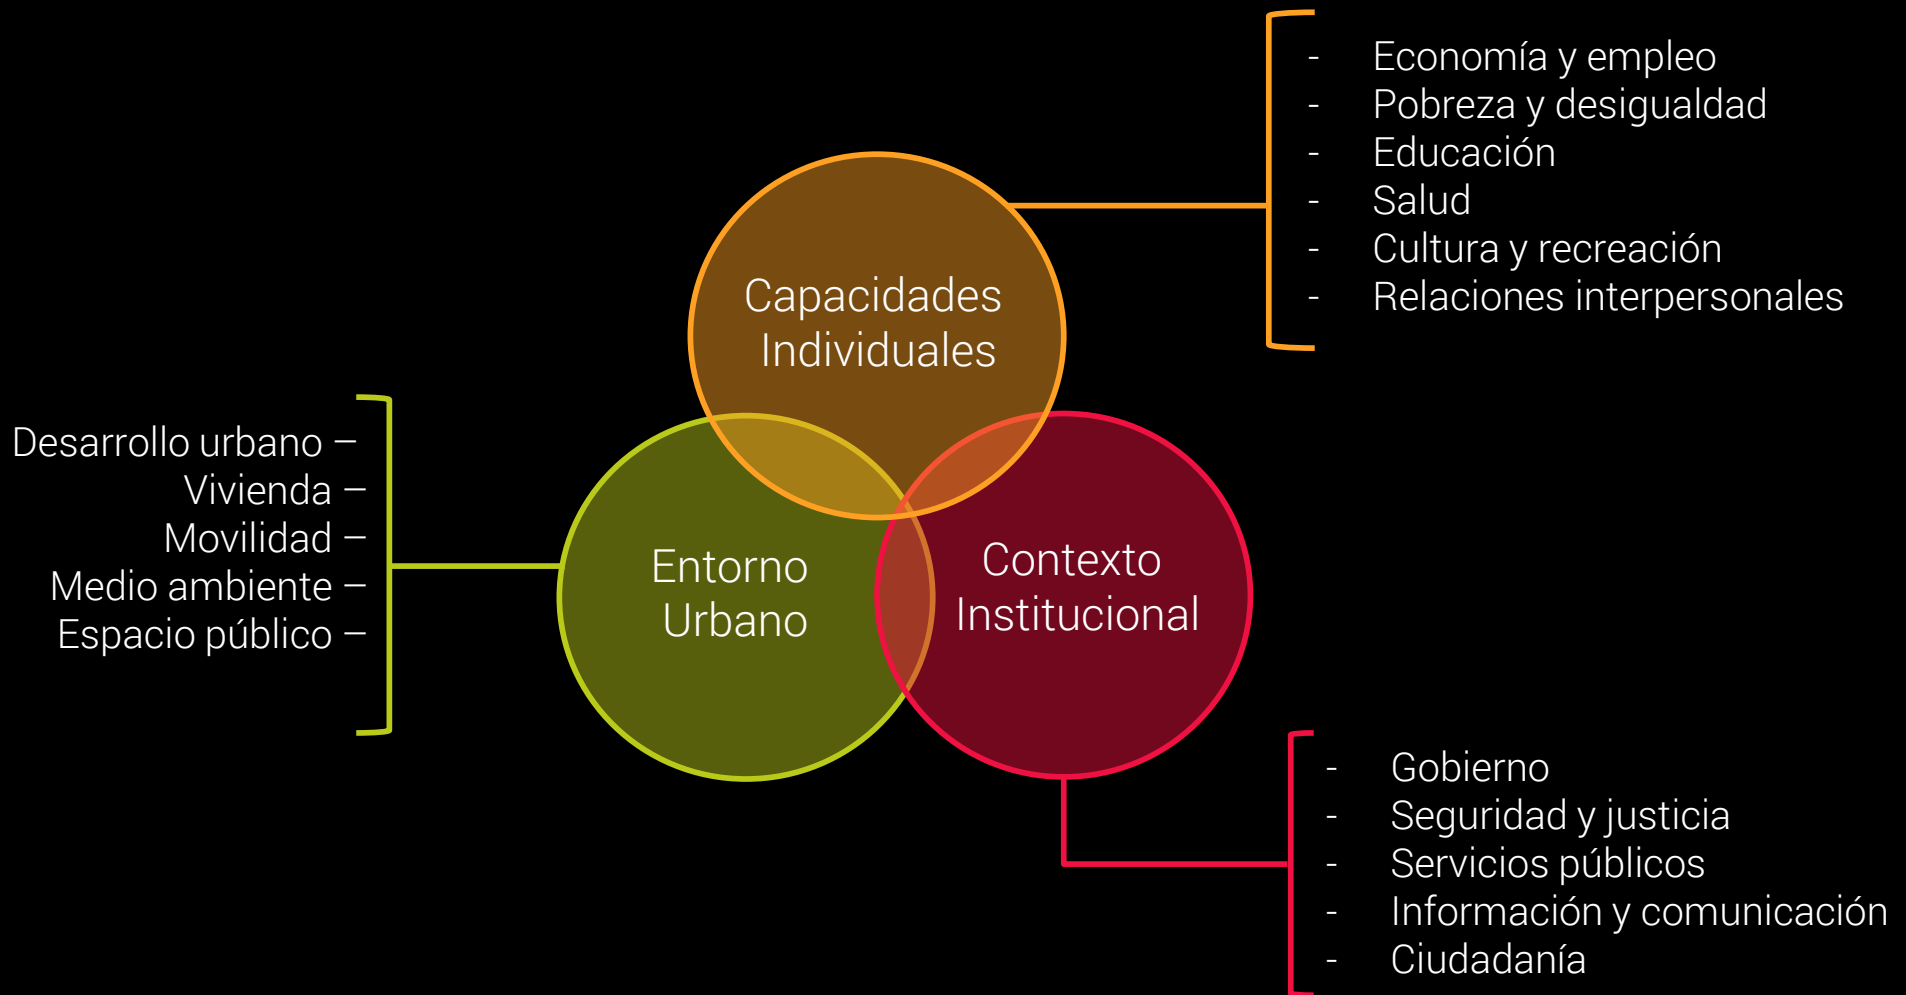 - Economía y empleo
- Pobreza y desigualdad
- Educación
- Salud
- Cultura y recreación
- Relaciones interpersonales
Capacidades
Individuales
Desarrollo urbano –
Vivienda –
Movilidad –
Medio ambiente –
Espacio público –
Entorno
Urbano
Contexto
Institucional
- Gobierno
- Seguridad y justicia
- Servicios públicos
- Información y comunicación
- Ciudadanía